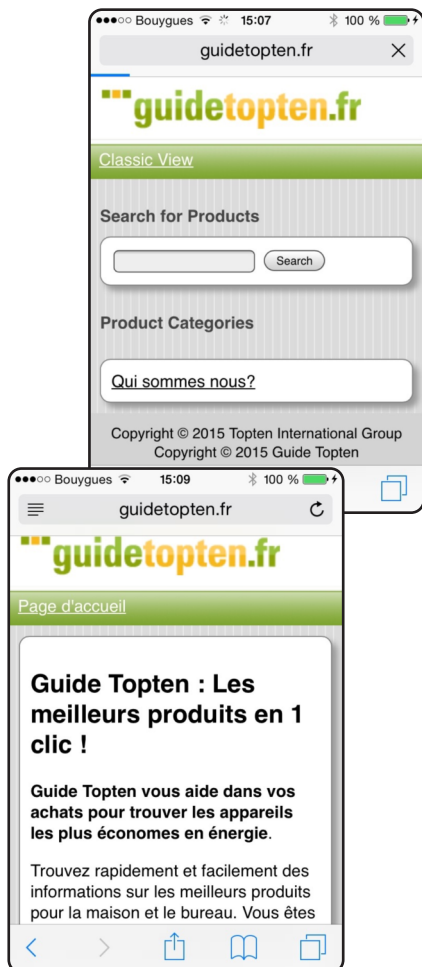 Bouygues 15:07 100 %
guidetopten.fr
guidetopten.fr
Classic View
Search for Products
Search
Product Categories
Qui sommes nous?
Copyright © 2015 Topten International Group
Copyright © 2015 Guide Topten
Bouygues 15:09 100 %
guidetopten.fr
guidetopten.fr
Page d'accueil
Guide Topten : Les
meilleurs produits en 1
clic !
Guide Topten vous aide dans vos
achats pour trouver les appareils
les plus économes en énergie.
Trouvez rapidement et facilement des
informations sur les meilleurs produits
pour la maison et le bureau. Vous êtes